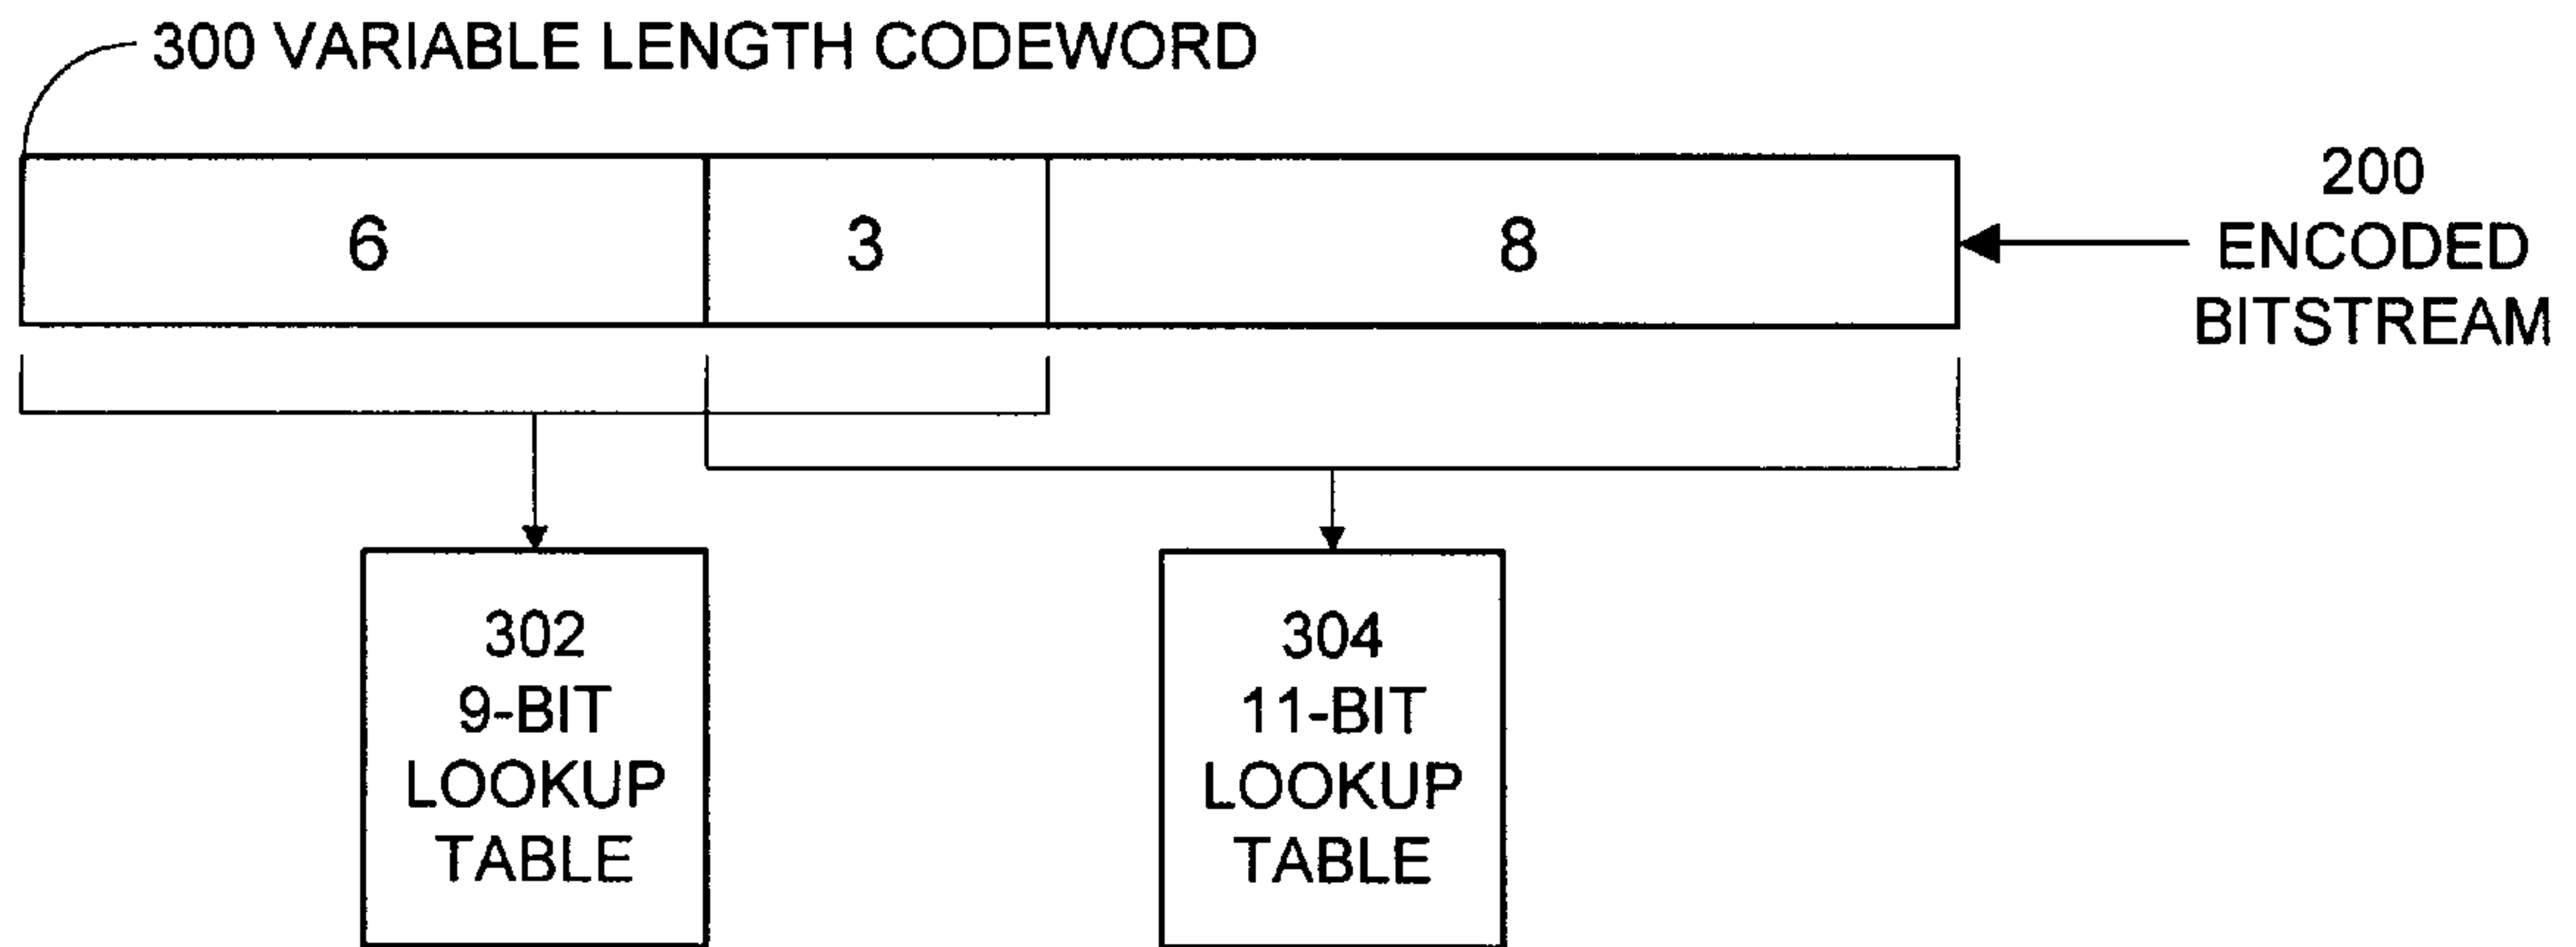 300 VARIABLE LENGTH CODEWORD
6
3
8
200
ENCODED
BITSTREAM
302
9-BIT
LOOKUP
TABLE
304
11-BIT
LOOKUP
TABLE